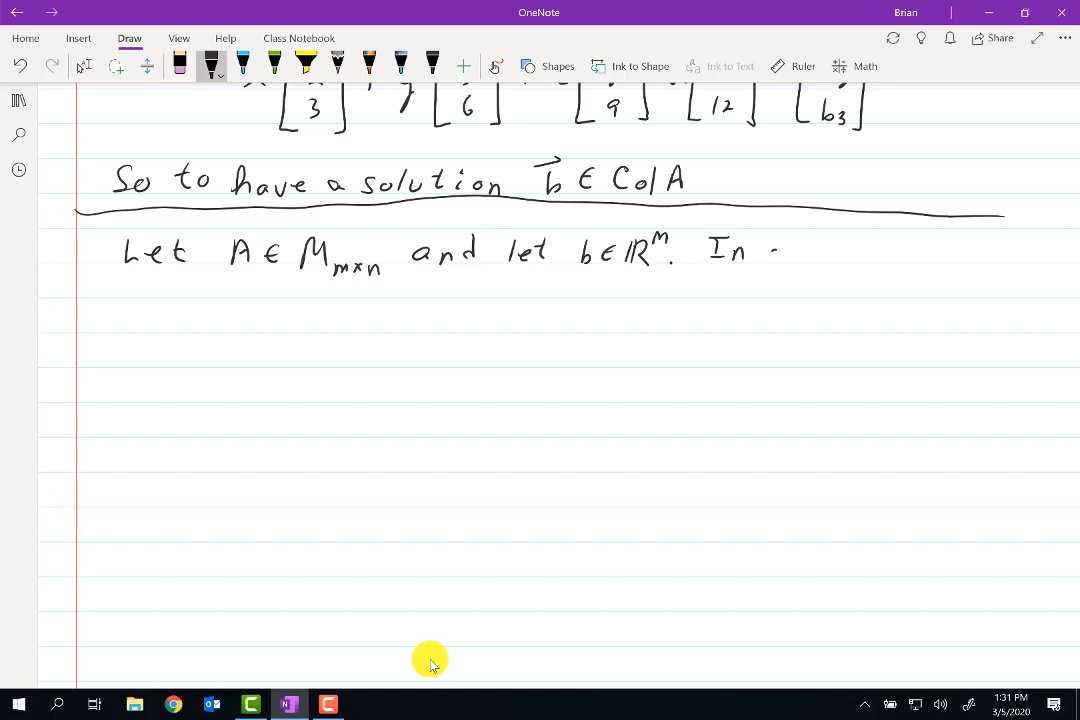 OneNote
Brian
Home Insert Draw View Help Class Notebook
Share
Shapes Ink to Shape Ink to Text Ruler Math
3 6 9 12 b3
So to have a solution b⃗ ∈ Col A
Let A ∈ M_{m×n} and let b ∈ ℝ^m. In
1:31 PM
3/5/2020